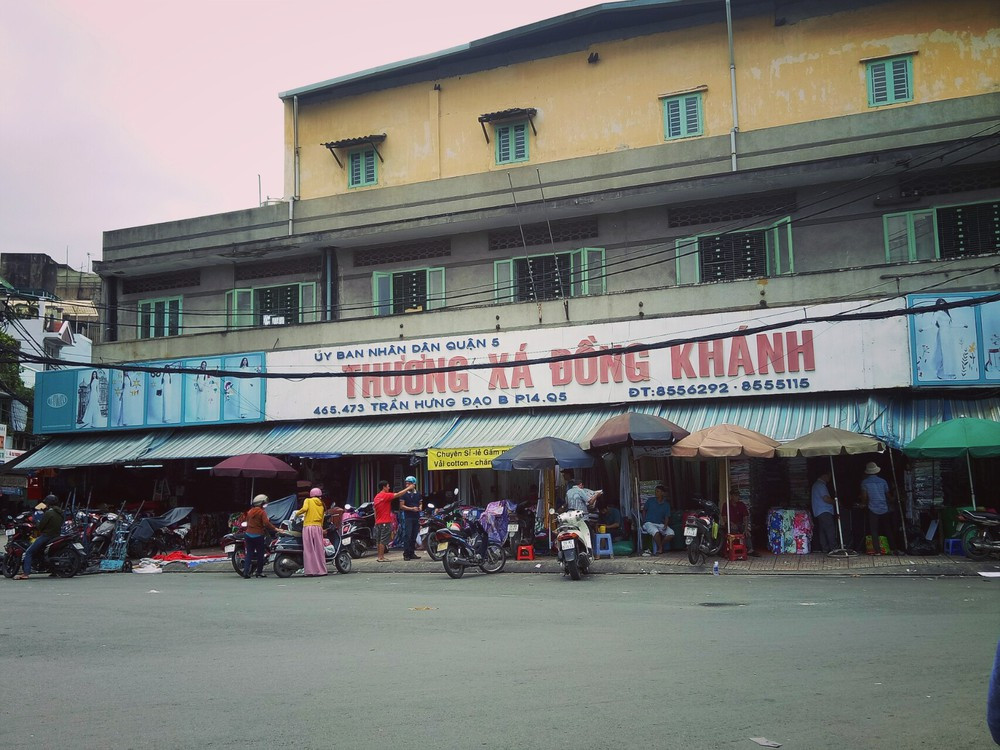 ỦY BAN NHÂN DÂN QUẬN 5
THƯƠNG XÁ ĐỒNG KHÁNH
465.473 TRẦN HƯNG ĐẠO B P14.Q5
ĐT:8556292 - 8555115
Chuyên Sỉ -lẻ Gấm
Vải cotton - chăn